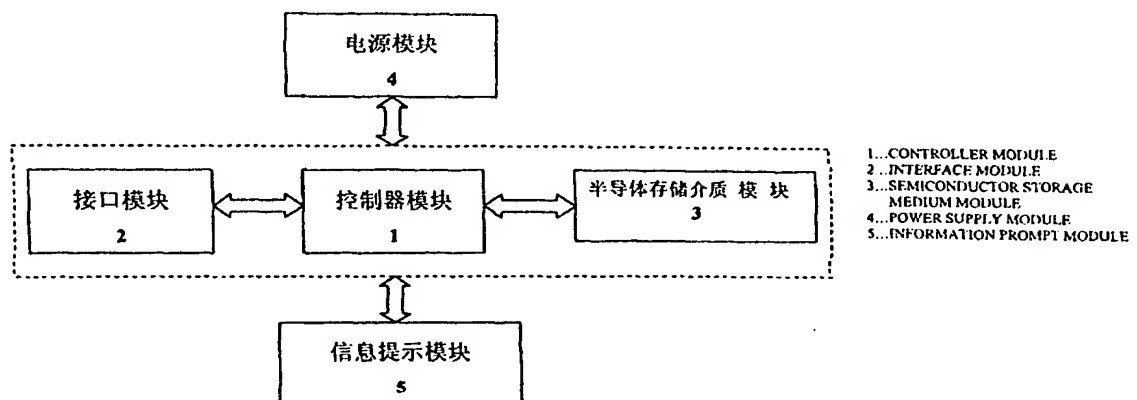 电源模块
4
接口模块
2
控制器模块
1
半导体存储介质 模 块
3
信息提示模块
5
1...CONTROLLER MODULE
2...INTERFACE MODULE
3...SEMICONDUCTOR STORAGE
MEDIUM MODULE
4...POWER SUPPLY MODULE
5...INFORMATION PROMPT MODULE